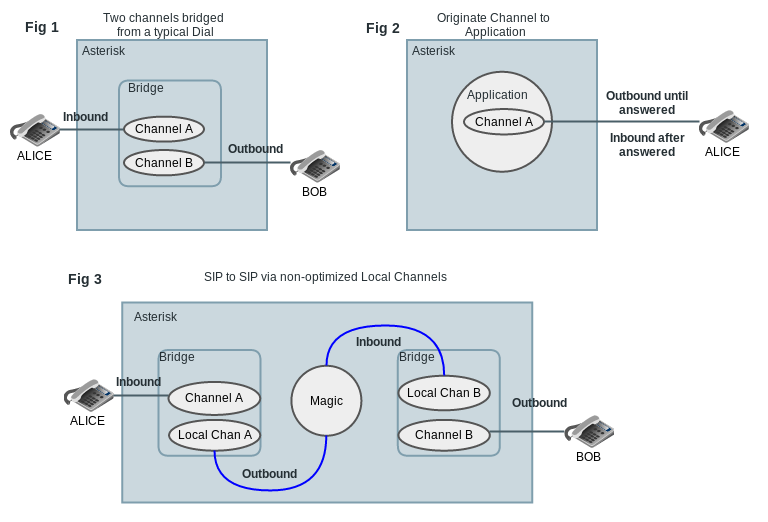 Fig 1
Two channels bridged
from a typical Dial
Asterisk
Bridge
Inbound
Channel A
ALICE
Channel B
Outbound
BOB
Fig 2
Originate Channel to
Application
Asterisk
Application
Channel A
Outbound until
answered
Inbound after
answered
ALICE
Fig 3
SIP to SIP via non-optimized Local Channels
Asterisk
Bridge
Inbound
Channel A
ALICE
Local Chan A
Outbound
Magic
Inbound
Bridge
Local Chan B
Channel B
Outbound
BOB